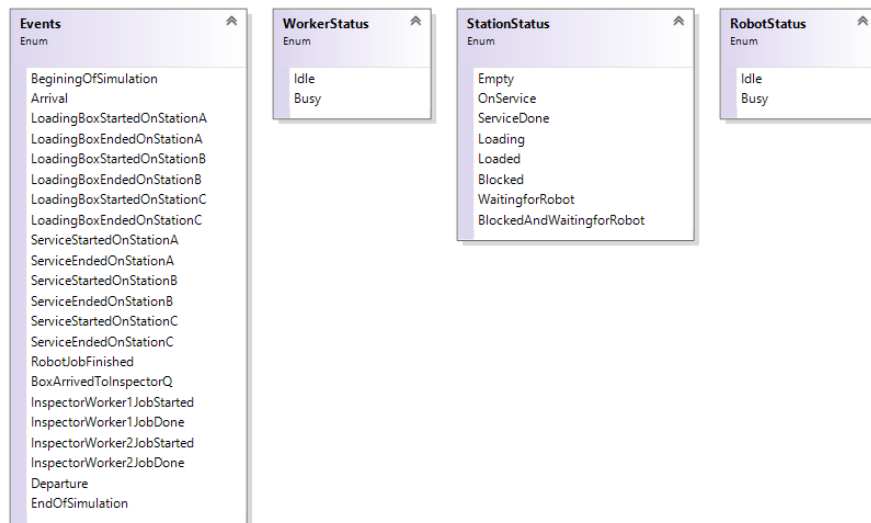 Events
Enum
BeginingOfSimulation
Arrival
LoadingBoxStartedOnStationA
LoadingBoxEndedOnStationA
LoadingBoxStartedOnStationB
LoadingBoxEndedOnStationB
LoadingBoxStartedOnStationC
LoadingBoxEndedOnStationC
ServiceStartedOnStationA
ServiceEndedOnStationA
ServiceStartedOnStationB
ServiceEndedOnStationB
ServiceStartedOnStationC
ServiceEndedOnStationC
RobotJobFinished
BoxArrivedToInspectorQ
InspectorWorker1JobStarted
InspectorWorker1JobDone
InspectorWorker2JobStarted
InspectorWorker2JobDone
Departure
EndOfSimulation
WorkerStatus
Enum
Idle
Busy
StationStatus
Enum
Empty
OnService
ServiceDone
Loading
Loaded
Blocked
WaitingforRobot
BlockedAndWaitingforRobot
RobotStatus
Enum
Idle
Busy